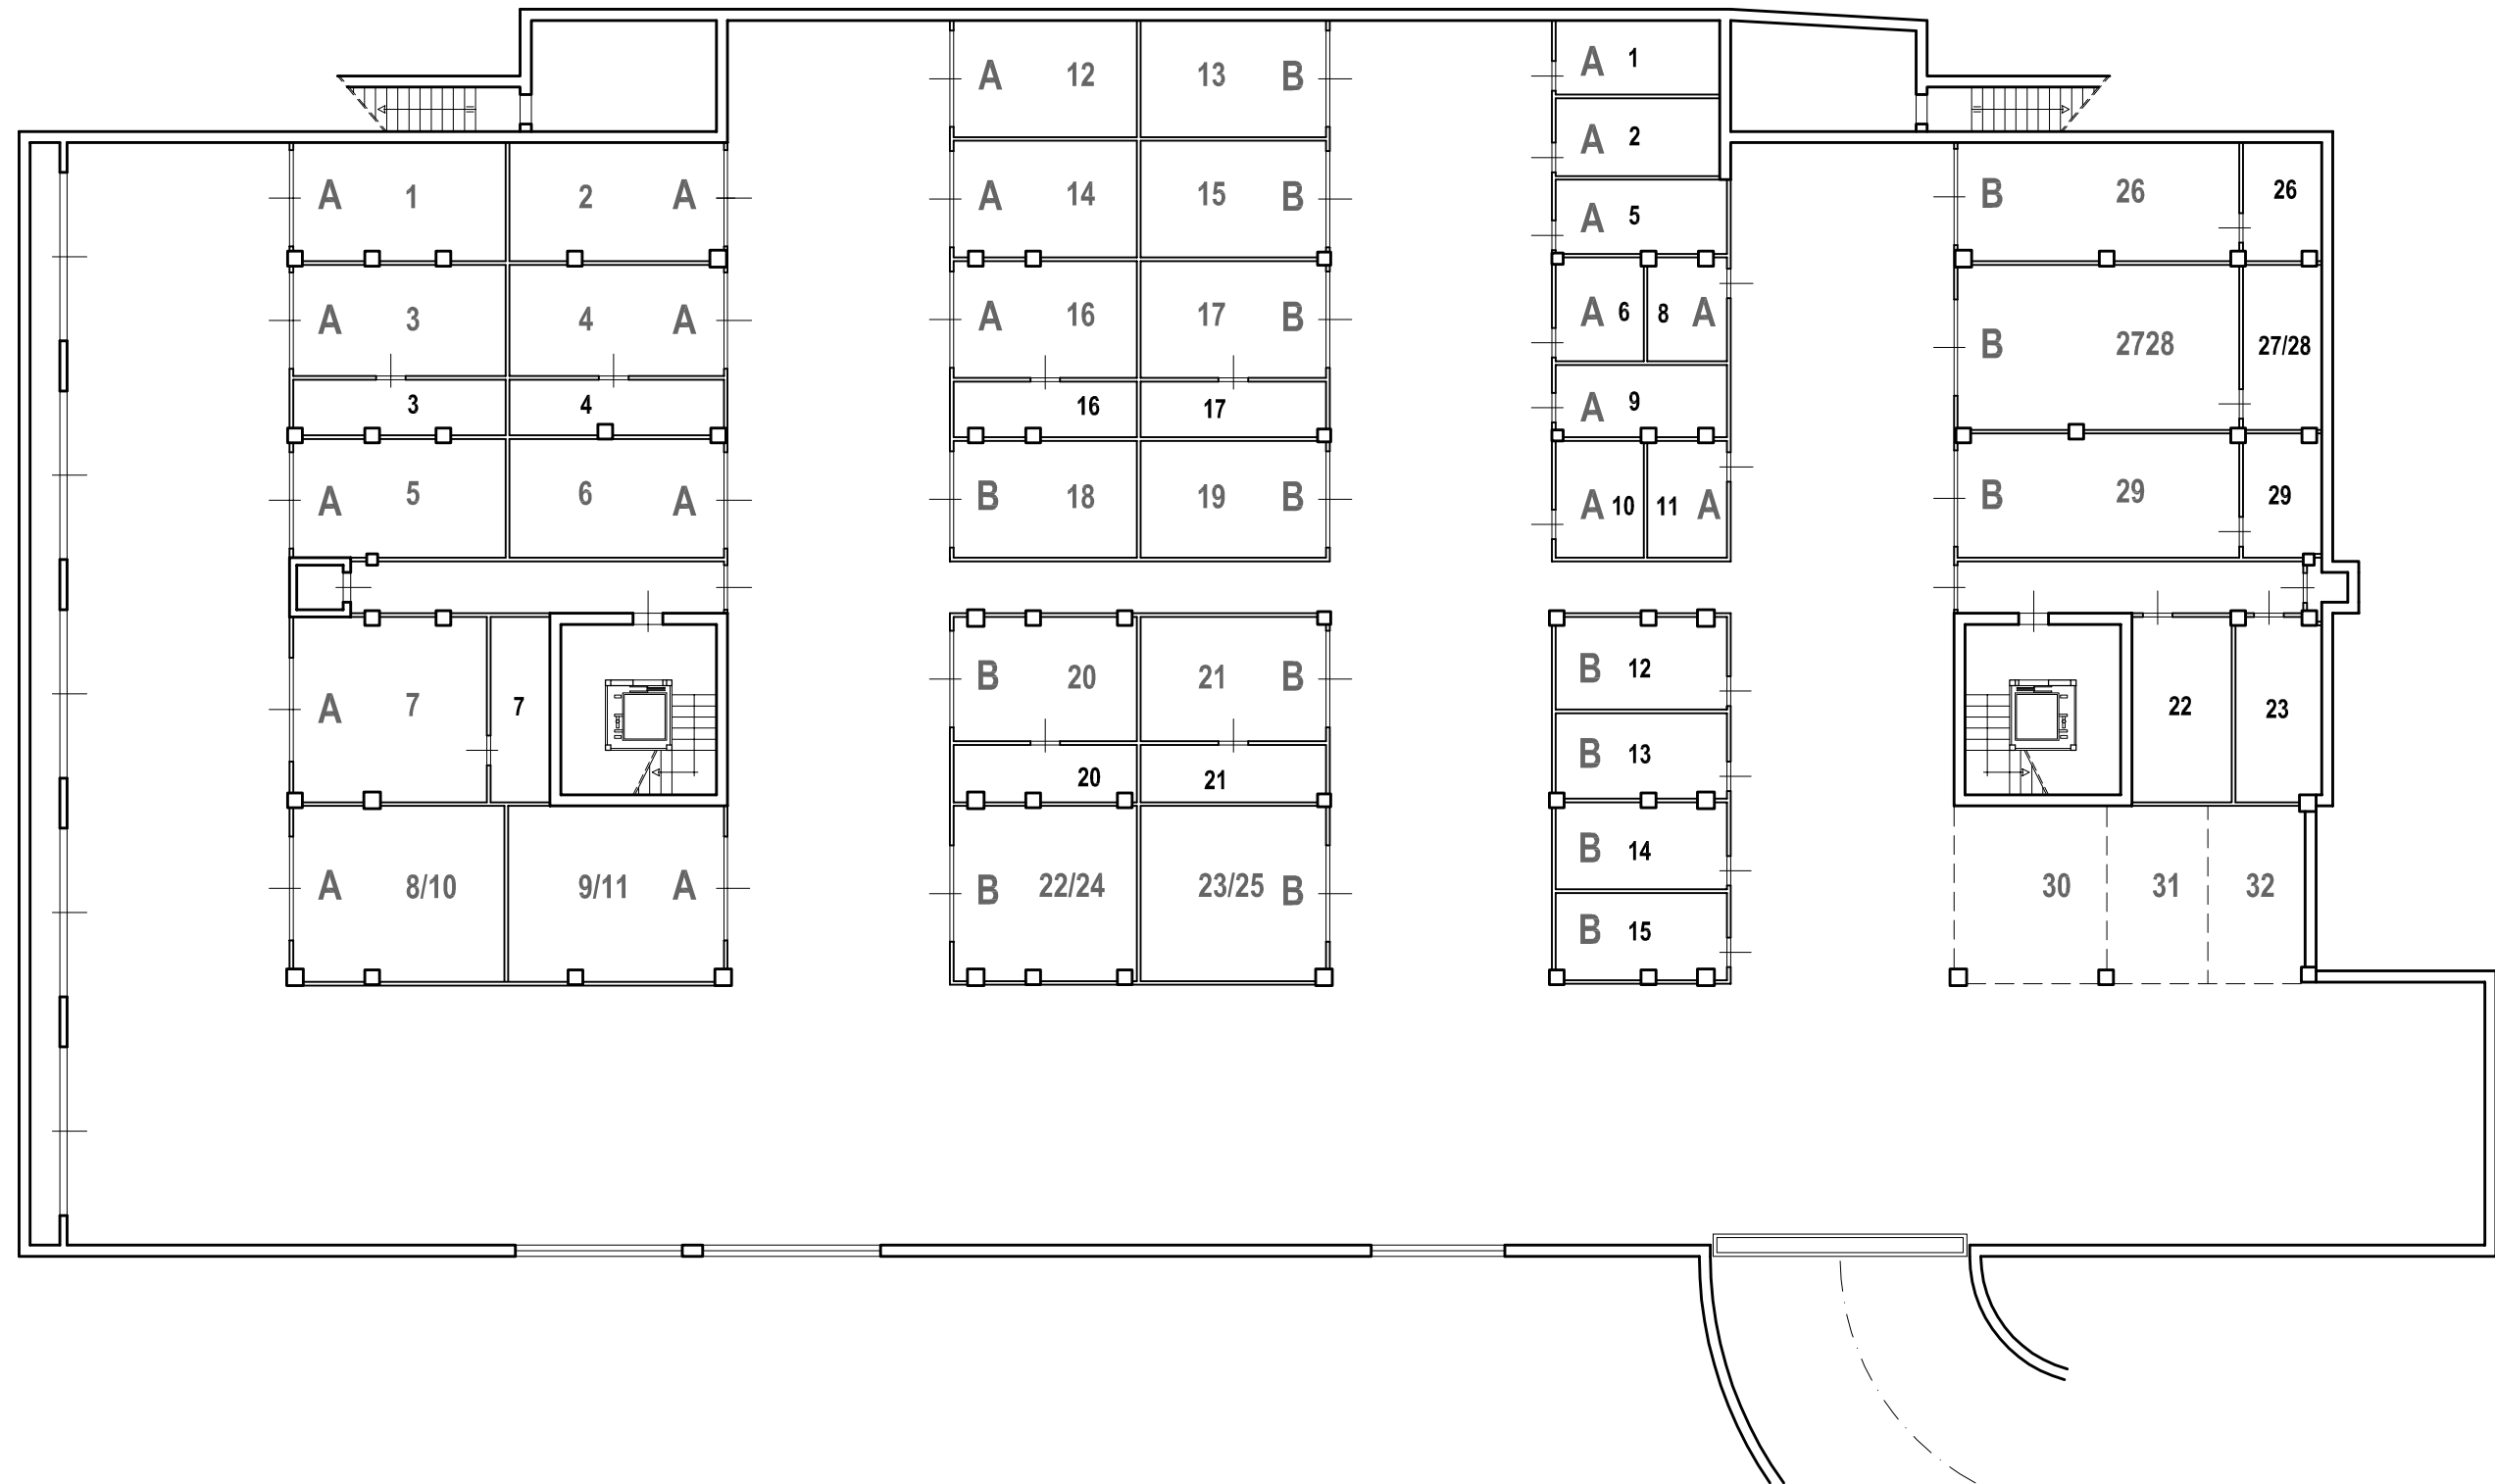 A 12 13 B
A 1
A 2
A 1 2 A
A 14 15 B
A 5
B 26 26
A 3 4 A
A 16 17 B
A 6 8 A
B 2728 27/28
3 4
16 17
A 9
A 5 6 A
B 18 19 B
A 10 11 A
B 29 29
A 7 7
B 20 21 B
B 12
22 23
20 21
B 13
B 14
A 8/10 9/11 A
B 22/24 23/25 B
30 31 32
B 15